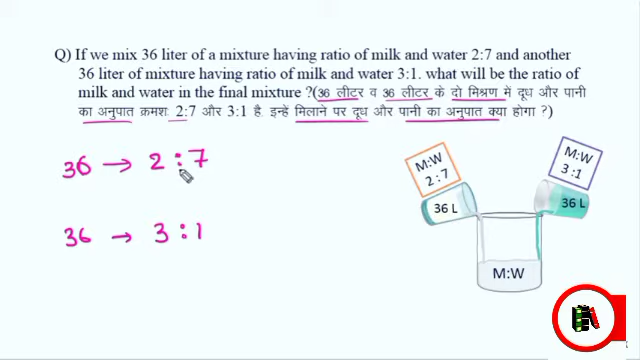 Q) If we mix 36 liter of a mixture having ratio of milk and water 2:7 and another
36 liter of mixture having ratio of milk and water 3:1. what will be the ratio of
milk and water in the final mixture ?(36 लीटर व 36 लीटर के दो मिश्रण में दूध और पानी
का अनुपात क्रमश: 2:7 और 3:1 है. इन्हें मिलाने पर दूध और पानी का अनुपात क्या होगा ?)
36 → 2 : 7
36 → 3 : 1
M:W
2 : 7
36 L
M:W
3 :1
36 L
M:W